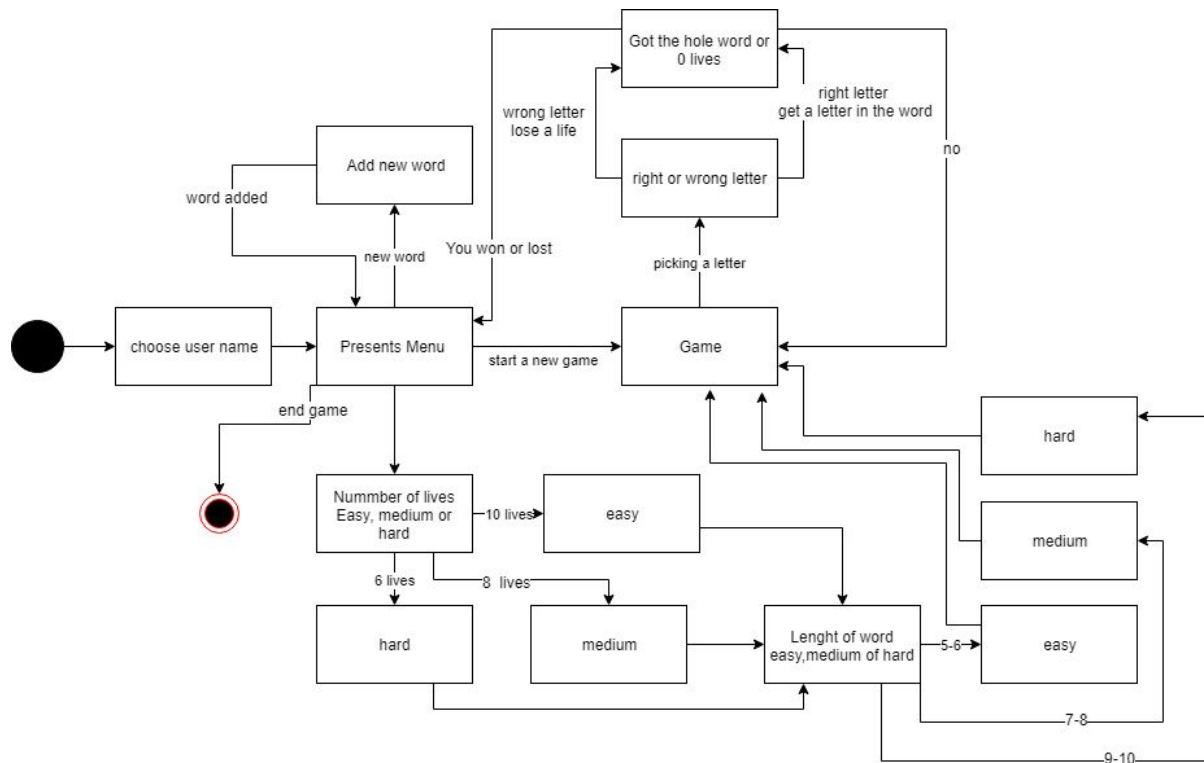 Got the hole word or
0 lives
wrong letter
lose a life
right letter
get a letter in the word
Add new word
right or wrong letter
no
word added
You won or lost
new word
picking a letter
choose user name
Presents Menu
start a new game
Game
end game
hard
Nummber of lives
Easy, medium or
hard
10 lives
easy
medium
6 lives
8 lives
hard
medium
Lenght of word
easy,medium of hard
5-6
easy
7-8
9-10